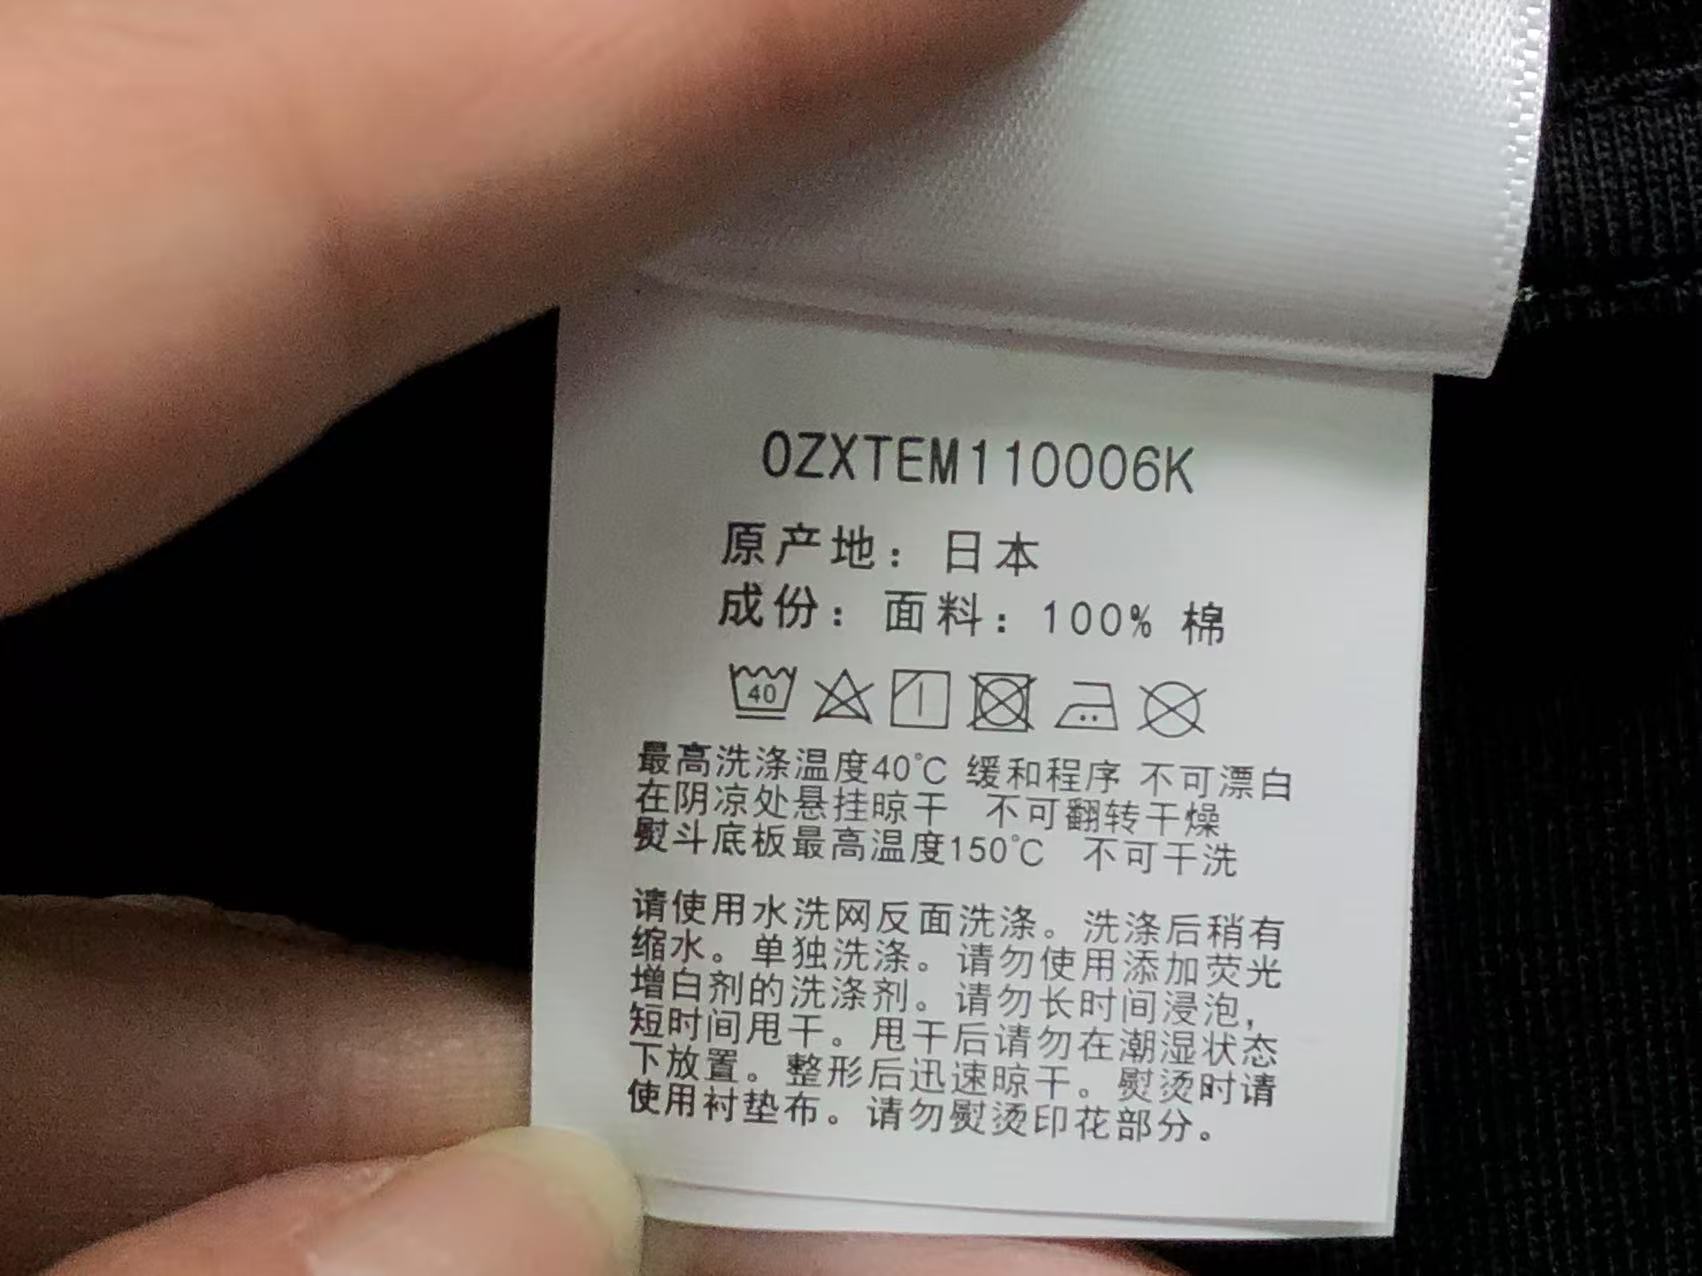 0ZXTEM110006K
原产地：日本
成份：面料：100% 棉
40
最高洗涤温度40℃ 缓和程序 不可漂白
在阴凉处悬挂晾干 不可翻转干燥
熨斗底板最高温度150℃ 不可干洗
请使用水洗网反面洗涤。洗涤后稍有
缩水。单独洗涤。请勿使用添加荧光
增白剂的洗涤剂。请勿长时间浸泡，
短时间甩干。甩干后请勿在潮湿状态
下放置。整形后迅速晾干。熨烫时请
使用衬垫布。请勿熨烫印花部分。